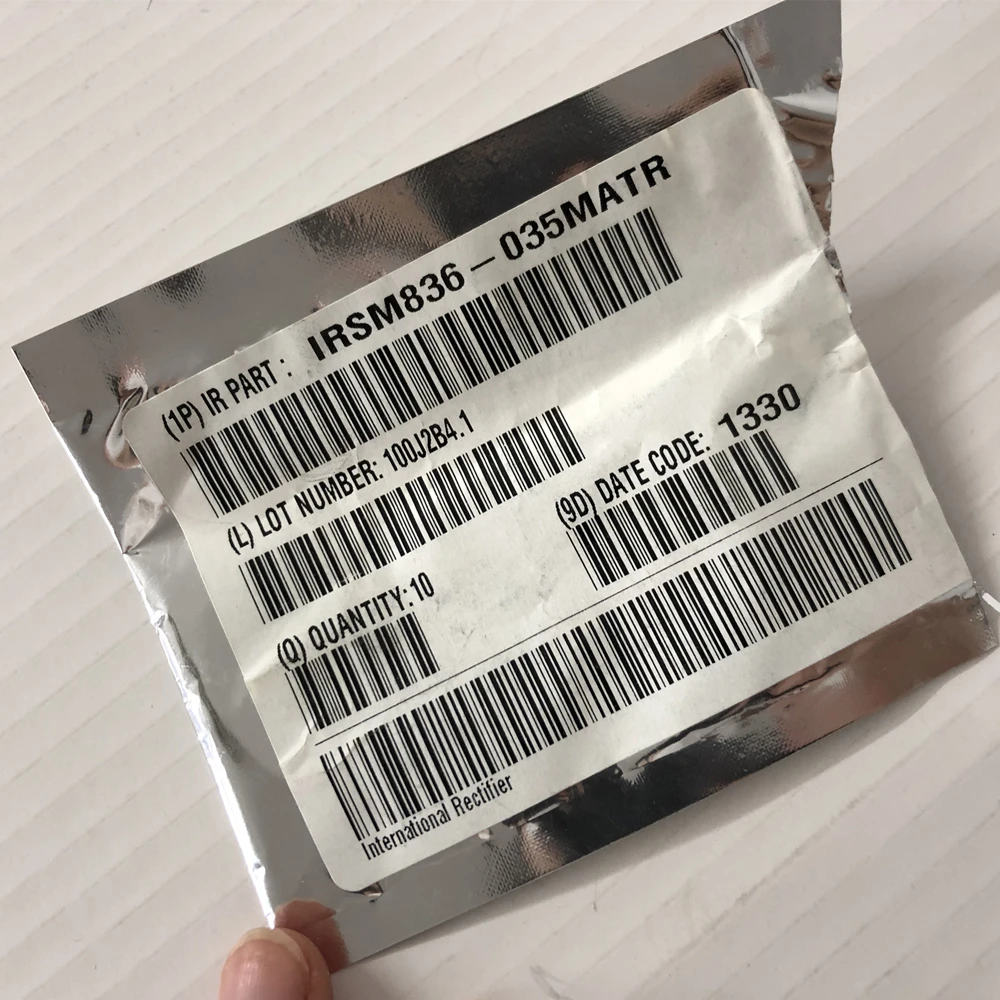 (1P) IR PART : IRSM836-035MATR
(L) LOT NUMBER: 100J2B4.1
(9D) DATE CODE: 1330
(Q) QUANTITY: 10
International Rectifier